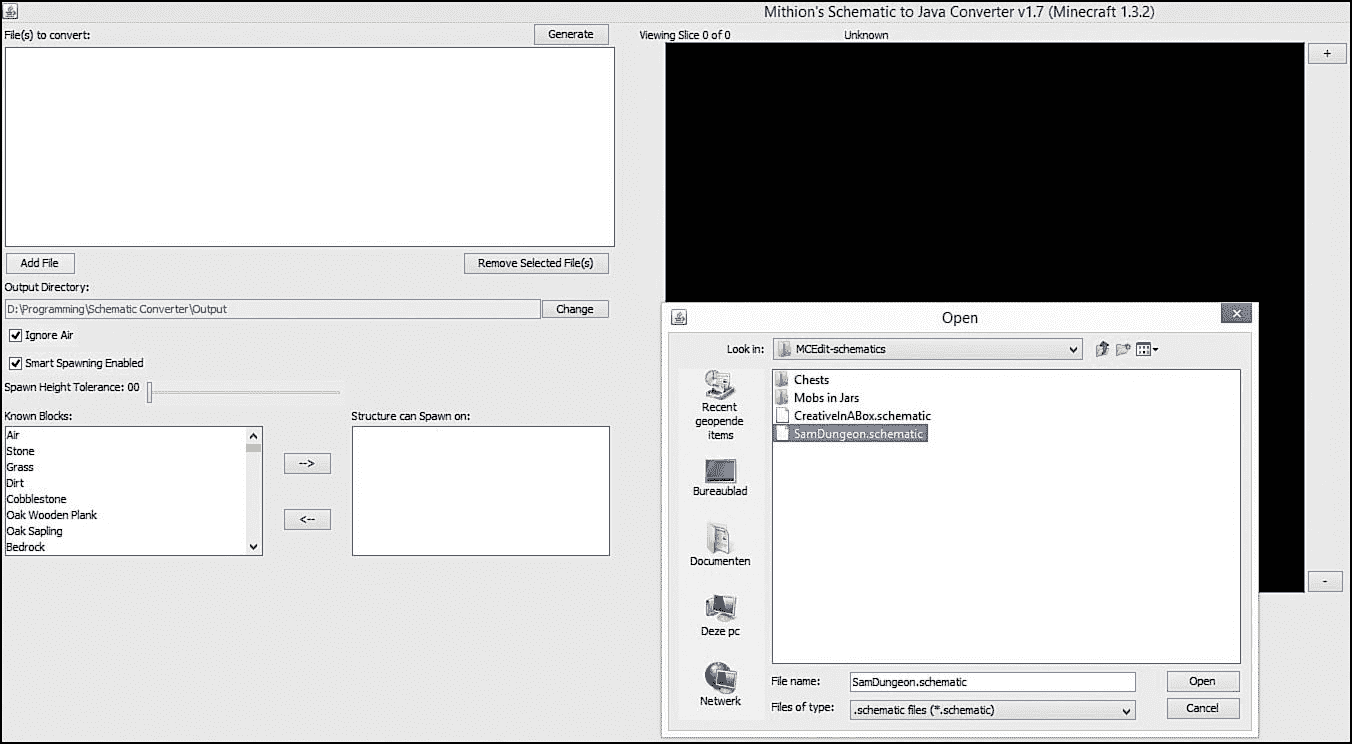 Mithion's Schematic to Java Converter v1.7 (Minecraft 1.3.2)
File(s) to convert:
Generate
Viewing Slice 0 of 0
Unknown
+
Add File
Remove Selected File(s)
Output Directory:
D:\Programming\Schematic Converter\Output
Change
Ignore Air
Smart Spawning Enabled
Spawn Height Tolerance: 00
Known Blocks:
Structure can Spawn on:
Air
Stone
Grass
Dirt
Cobblestone
Oak Wooden Plank
Oak Sapling
Bedrock
-->
<--
Open
Look in:
MCEdit-schematics
Recent
geopende
items
Bureaublad
Documenten
Deze pc
Netwerk
Chests
Mobs in Jars
CreativeInABox.schematic
SamDungeon.schematic
File name:
SamDungeon.schematic
Open
Files of type:
.schematic files (*.schematic)
Cancel
-